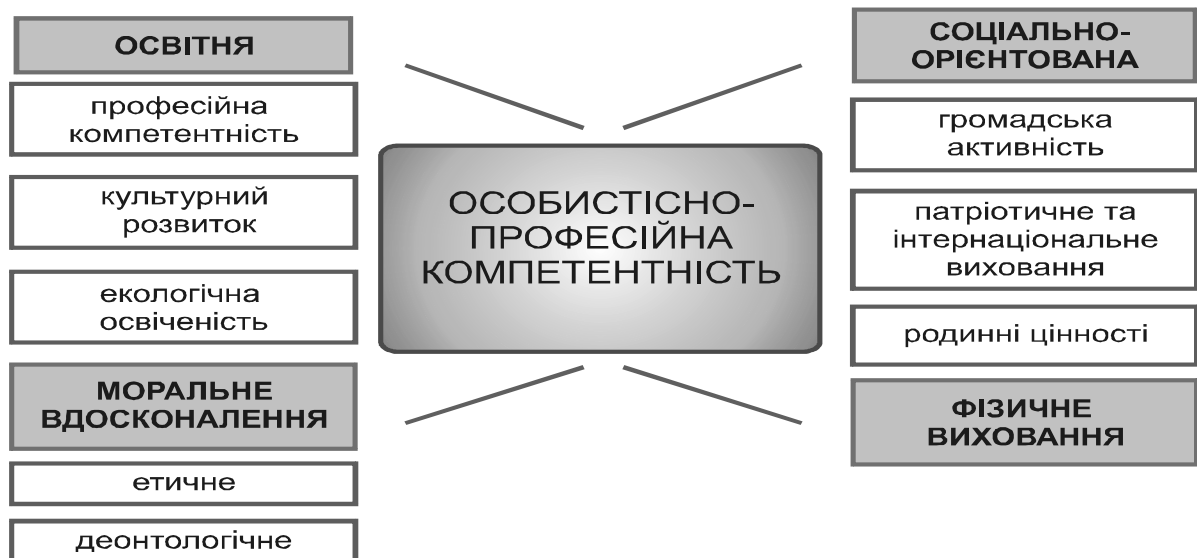 ОСВІТНЯ
професійна
компетентність
культурний
розвиток
екологічна
освіченість
МОРАЛЬНЕ
ВДОСКОНАЛЕННЯ
етичне
деонтологічне
ОСОБИСТІСНО-
ПРОФЕСІЙНА
КОМПЕТЕНТНІСТЬ
СОЦІАЛЬНО-
ОРІЄНТОВАНА
громадська
активність
патріотичне та
інтернаціональне
виховання
родинні цінності
ФІЗИЧНЕ
ВИХОВАННЯ